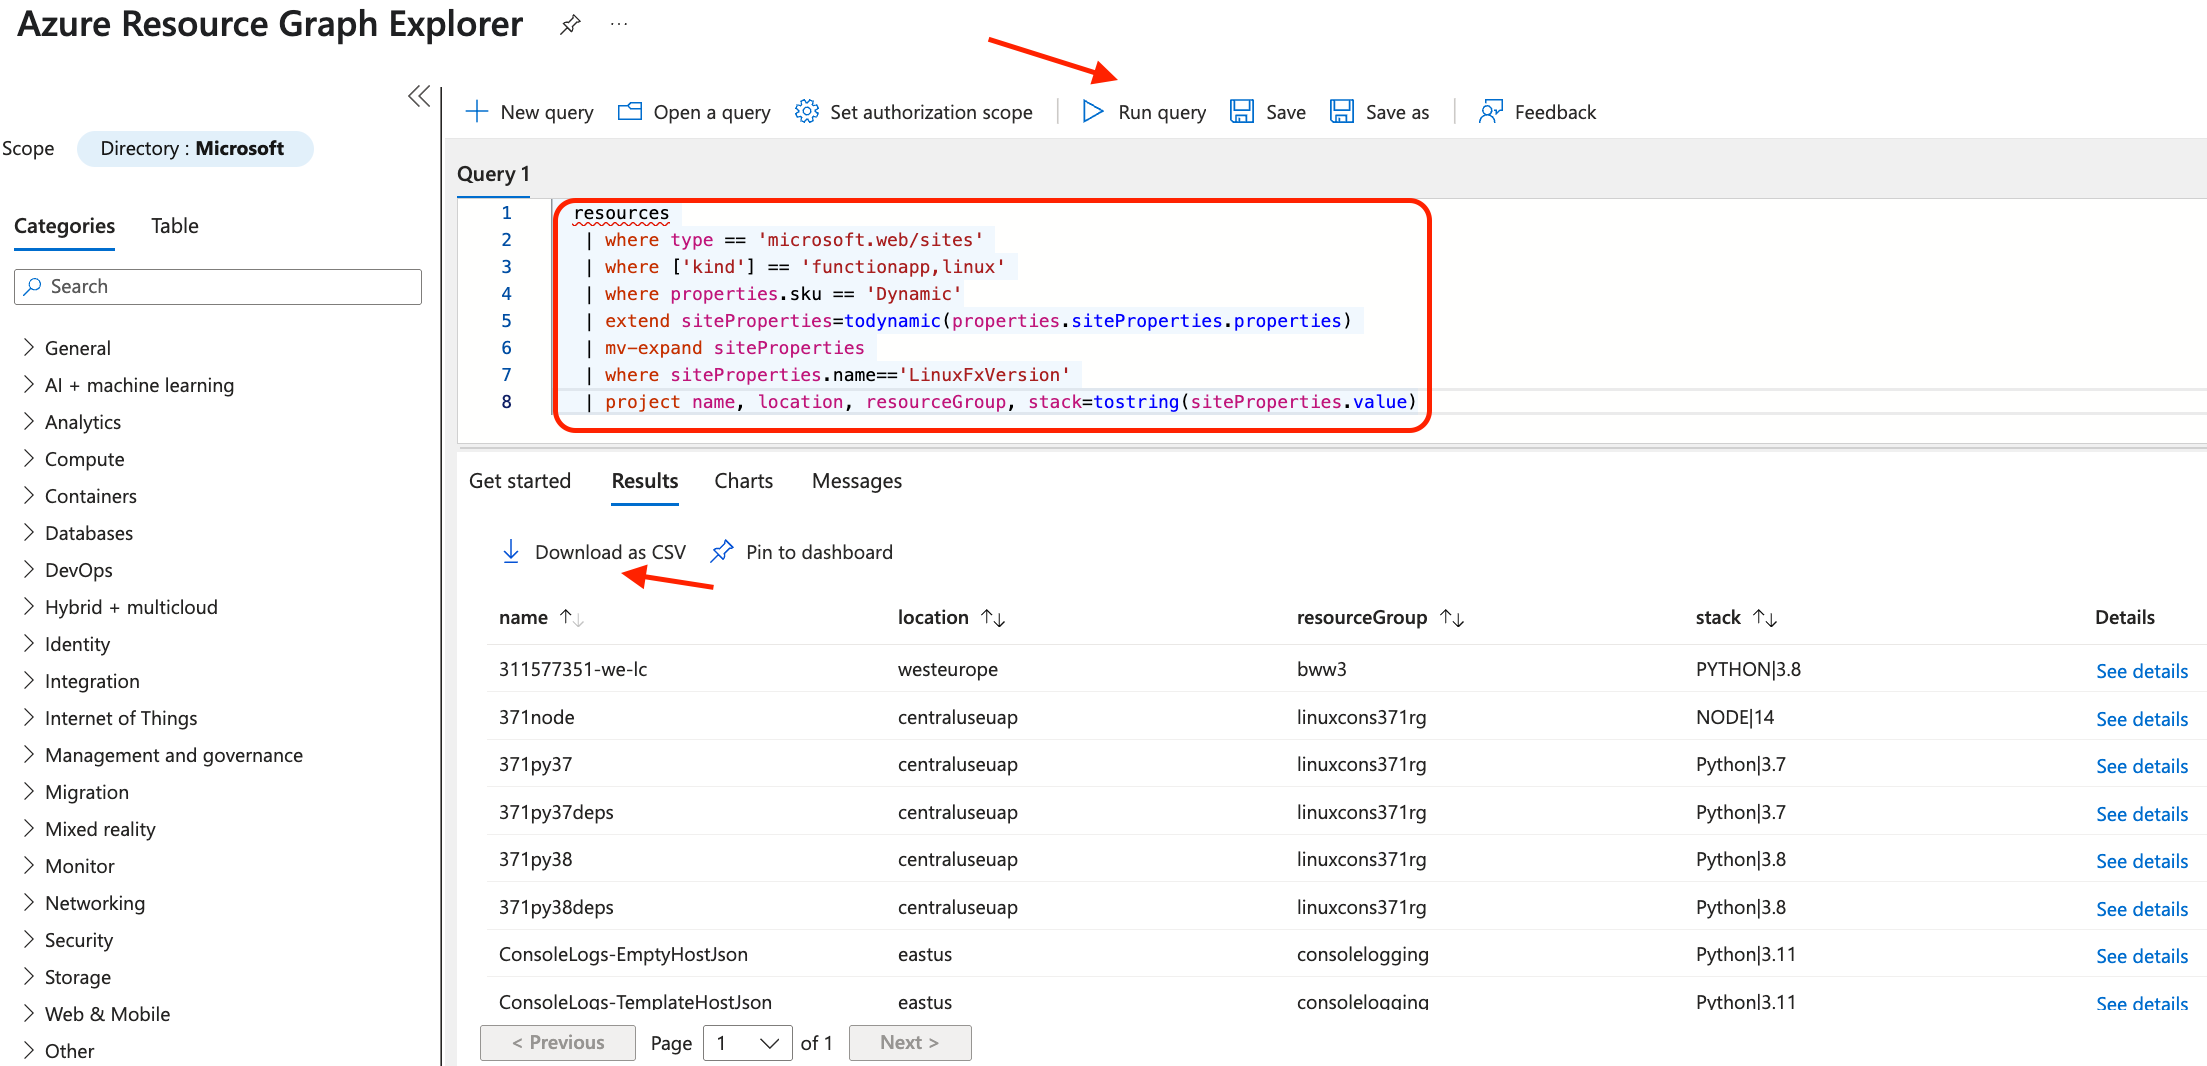 Azure Resource Graph Explorer
New query Open a query Set authorization scope Run query Save Save as Feedback
Scope Directory : Microsoft
Categories Table
Search
General
AI + machine learning
Analytics
Compute
Containers
Databases
DevOps
Hybrid + multicloud
Identity
Integration
Internet of Things
Management and governance
Migration
Mixed reality
Monitor
Networking
Security
Storage
Web & Mobile
Other
Query 1
1 resources
2 | where type == 'microsoft.web/sites'
3 | where ['kind'] == 'functionapp,linux'
4 | where properties.sku == 'Dynamic'
5 | extend siteProperties=todynamic(properties.siteProperties.properties)
6 | mv-expand siteProperties
7 | where siteProperties.name=='LinuxFxVersion'
8 | project name, location, resourceGroup, stack=tostring(siteProperties.value)
Get started Results Charts Messages
Download as CSV Pin to dashboard
name location resourceGroup stack Details
311577351-we-lc westeurope bww3 PYTHON|3.8 See details
371node centraluseuap linuxcons371rg NODE|14 See details
371py37 centraluseuap linuxcons371rg Python|3.7 See details
371py37deps centraluseuap linuxcons371rg Python|3.7 See details
371py38 centraluseuap linuxcons371rg Python|3.8 See details
371py38deps centraluseuap linuxcons371rg Python|3.8 See details
ConsoleLogs-EmptyHostJson eastus consolelogging Python|3.11 See details
ConsoleLogs-TemplateHostJson eastus consolelogging Python|3.11 See details
< Previous Page 1 of 1 Next >